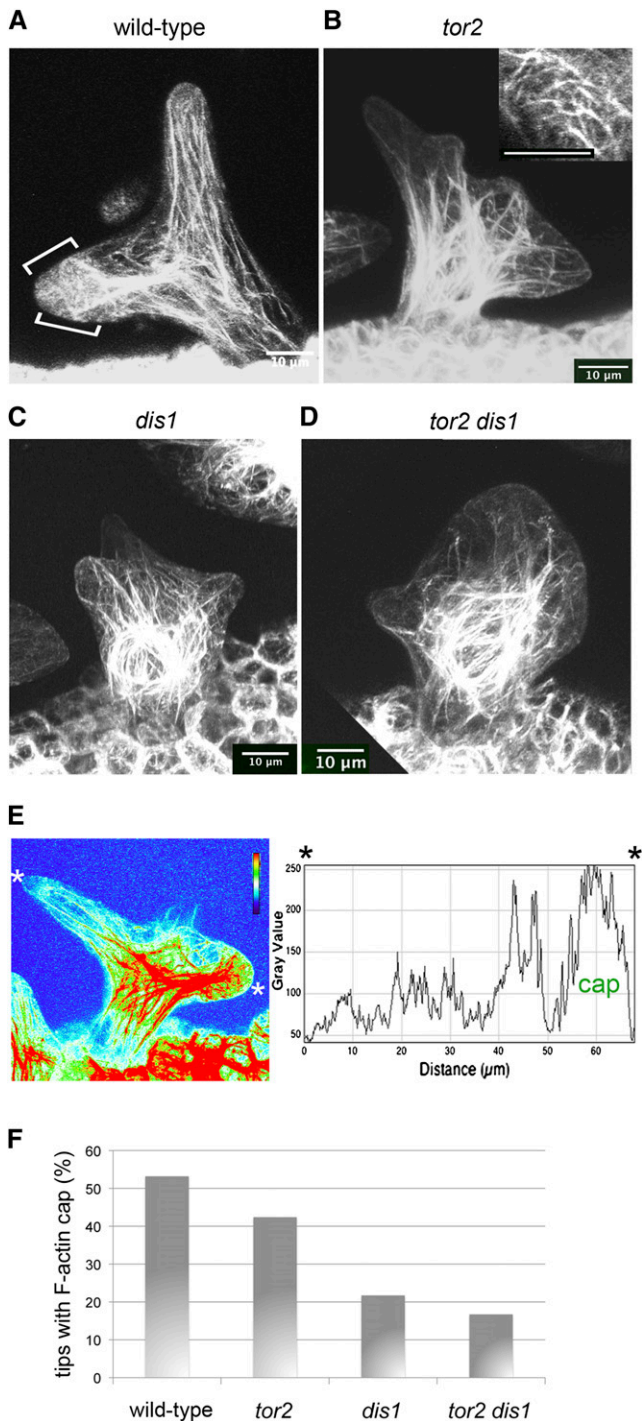 A
wild-type
10 µm
B
tor2
10 µm
C
dis1
10 µm
D
tor2 dis1
10 µm
E
*
*
*
*
250
200
150
100
50
Gray Value
cap
0
10
20
30
40
50
60
Distance (µm)
F
60
50
40
30
20
10
0
tips with F-actin cap (%)
wild-type
tor2
dis1
tor2 dis1